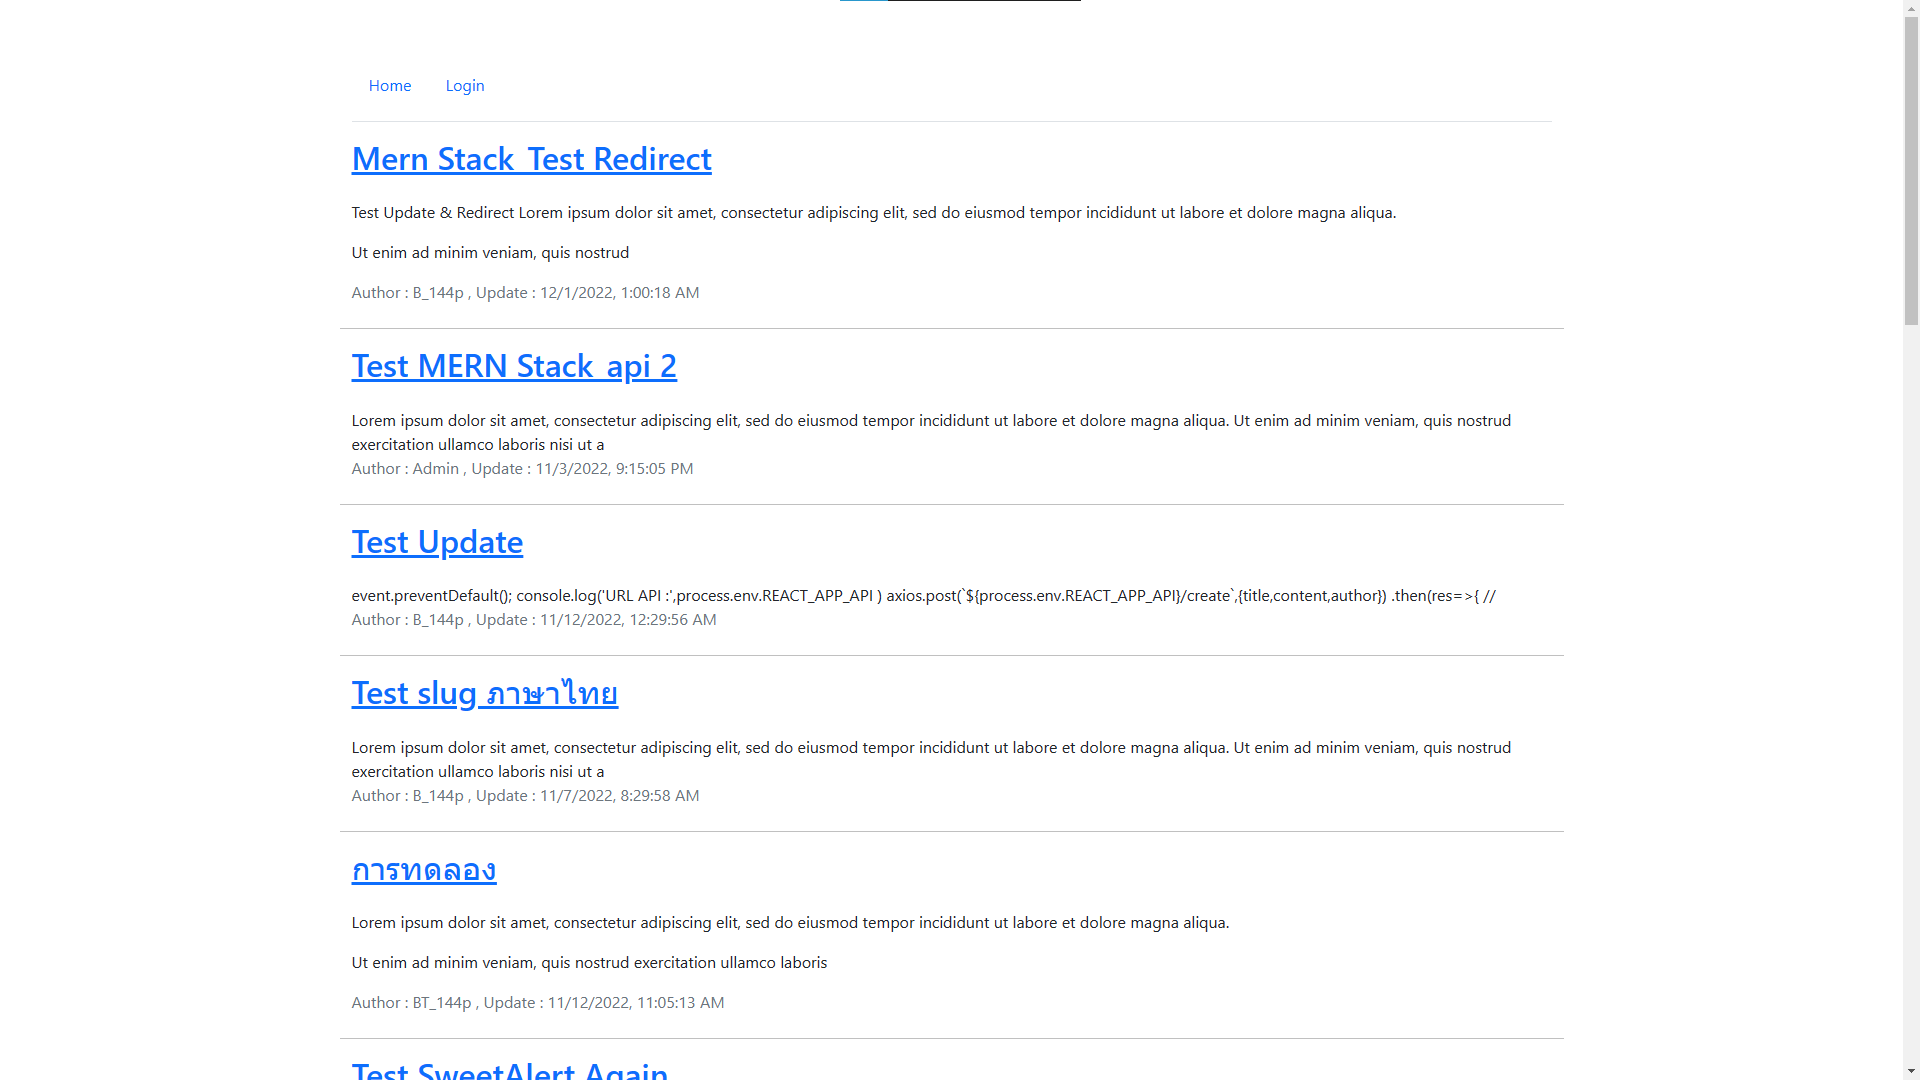 Home Login
Mern Stack_Test Redirect
Test Update & Redirect Lorem ipsum dolor sit amet, consectetur adipiscing elit, sed do eiusmod tempor incididunt ut labore et dolore magna aliqua.
Ut enim ad minim veniam, quis nostrud
Author : B_144p , Update : 12/1/2022, 1:00:18 AM
Test MERN Stack_api 2
Lorem ipsum dolor sit amet, consectetur adipiscing elit, sed do eiusmod tempor incididunt ut labore et dolore magna aliqua. Ut enim ad minim veniam, quis nostrud
exercitation ullamco laboris nisi ut a
Author : Admin , Update : 11/3/2022, 9:15:05 PM
Test Update
event.preventDefault(); console.log('URL API :',process.env.REACT_APP_API ) axios.post(`${process.env.REACT_APP_API}/create`,{title,content,author}) .then(res=>{ //
Author : B_144p , Update : 11/12/2022, 12:29:56 AM
Test slug ภาษาไทย
Lorem ipsum dolor sit amet, consectetur adipiscing elit, sed do eiusmod tempor incididunt ut labore et dolore magna aliqua. Ut enim ad minim veniam, quis nostrud
exercitation ullamco laboris nisi ut a
Author : B_144p , Update : 11/7/2022, 8:29:58 AM
การทดลอง
Lorem ipsum dolor sit amet, consectetur adipiscing elit, sed do eiusmod tempor incididunt ut labore et dolore magna aliqua.
Ut enim ad minim veniam, quis nostrud exercitation ullamco laboris
Author : BT_144p , Update : 11/12/2022, 11:05:13 AM
Test SweetAlert Again